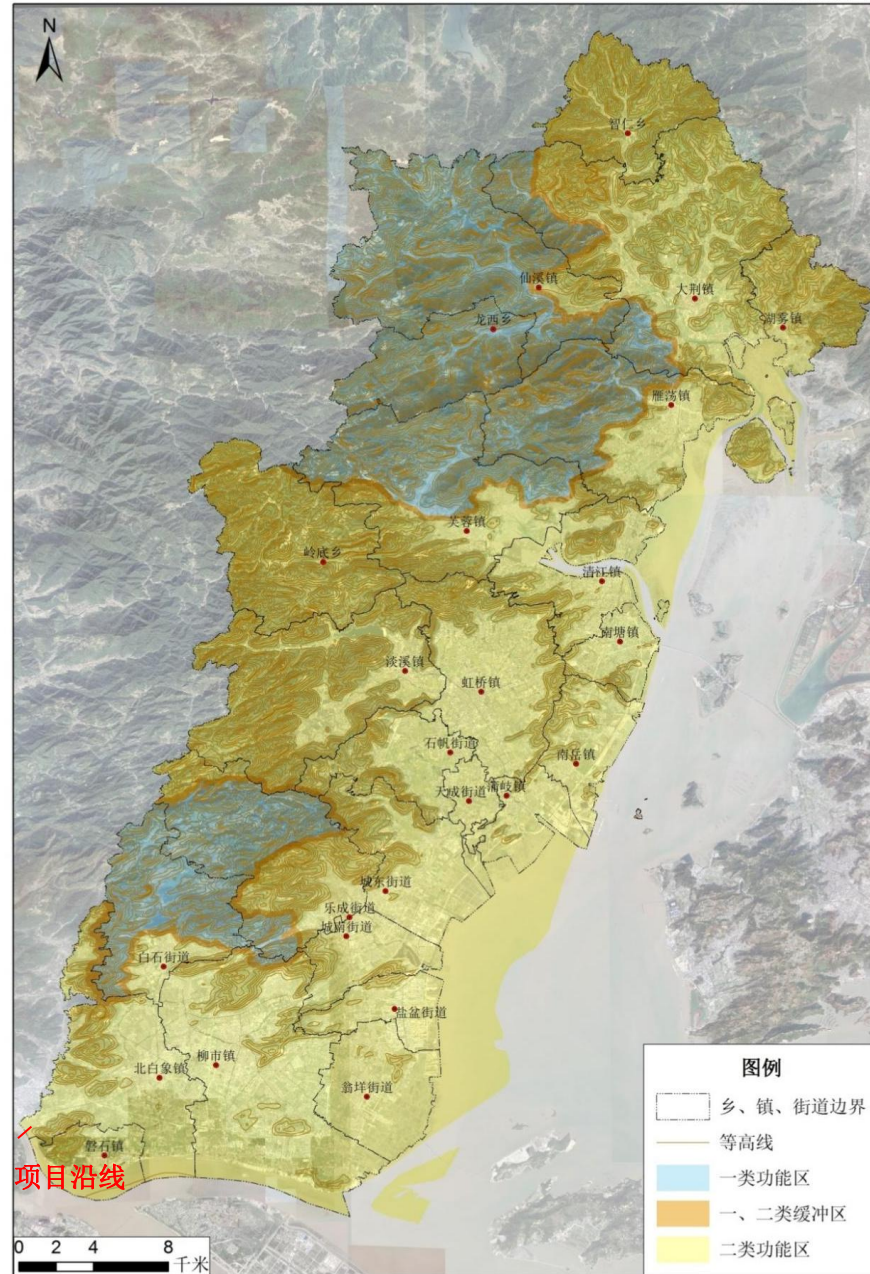 N
智仁乡
仙溪镇
大荆镇
湖雾镇
龙西乡
雁荡镇
芙蓉镇
岭底乡
清江镇
南塘镇
淡溪镇
虹桥镇
石帆街道
南岳镇
天成街道
蒲岐镇
城东街道
乐成街道
城南街道
白石街道
盐盆街道
柳市镇
北白象镇
翁垟街道
磐石镇
项目沿线
0 2 4 8
千米
图例
乡、镇、街道边界
等高线
一类功能区
一、二类缓冲区
二类功能区